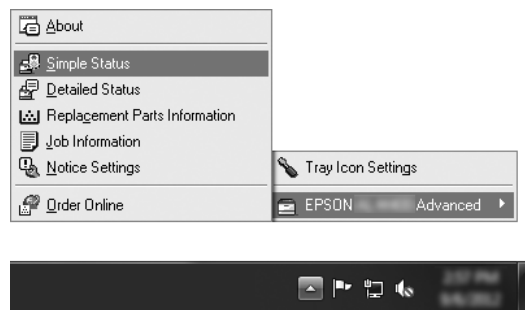 About
Simple Status
Detailed Status
Replacement Parts Information
Job Information
Notice Settings
Order Online
Tray Icon Settings
EPSON Advanced